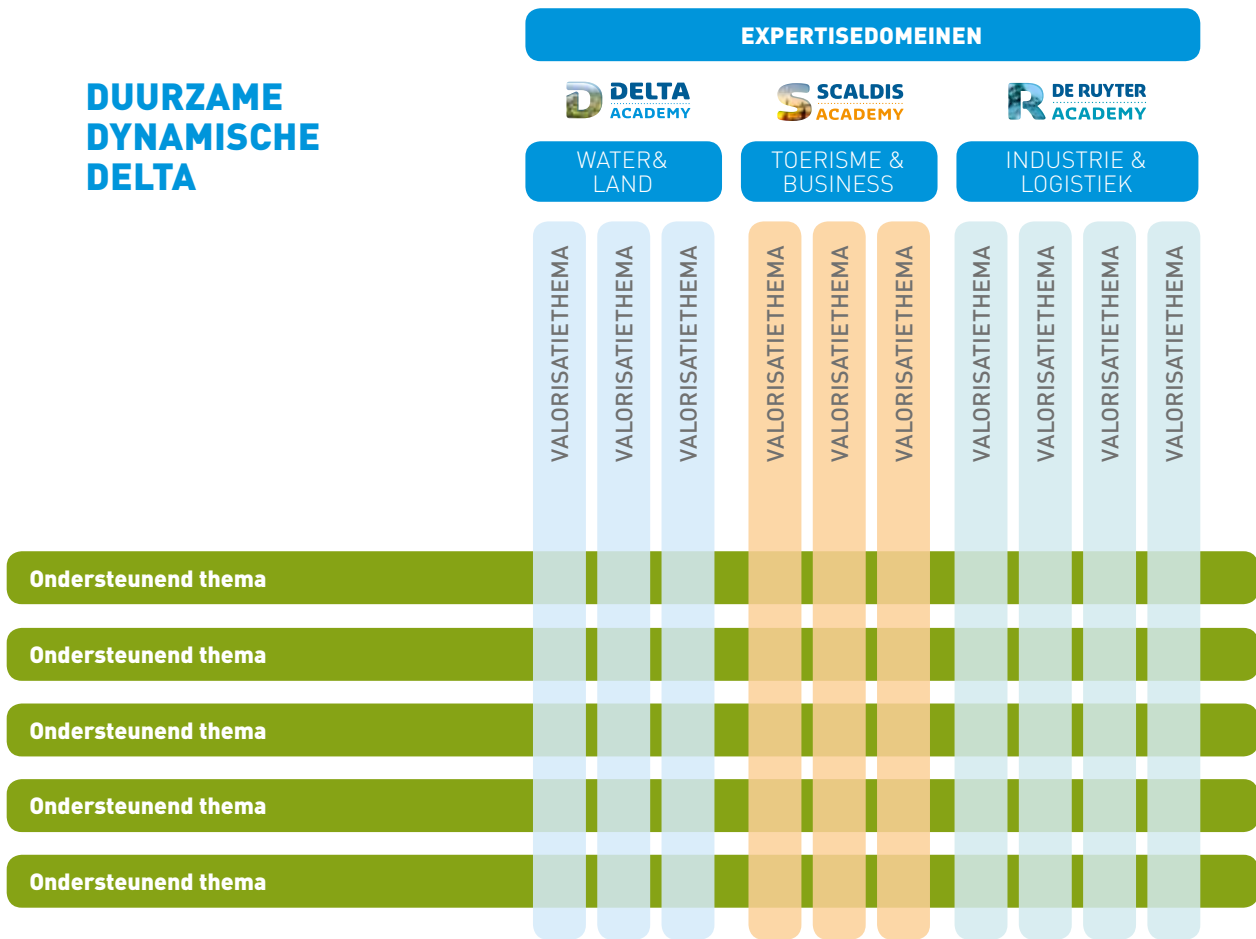 EXPERTISEDOMEINEN
DUURZAME
DYNAMISCHE
DELTA
DELTA
ACADEMY
SCALDIS
ACADEMY
DE RUYTER
ACADEMY
WATER&
LAND
TOERISME &
BUSINESS
INDUSTRIE &
LOGISTIEK
VALORISATIETHEMA
VALORISATIETHEMA
VALORISATIETHEMA
VALORISATIETHEMA
VALORISATIETHEMA
VALORISATIETHEMA
VALORISATIETHEMA
VALORISATIETHEMA
VALORISATIETHEMA
VALORISATIETHEMA
Ondersteunend thema
Ondersteunend thema
Ondersteunend thema
Ondersteunend thema
Ondersteunend thema